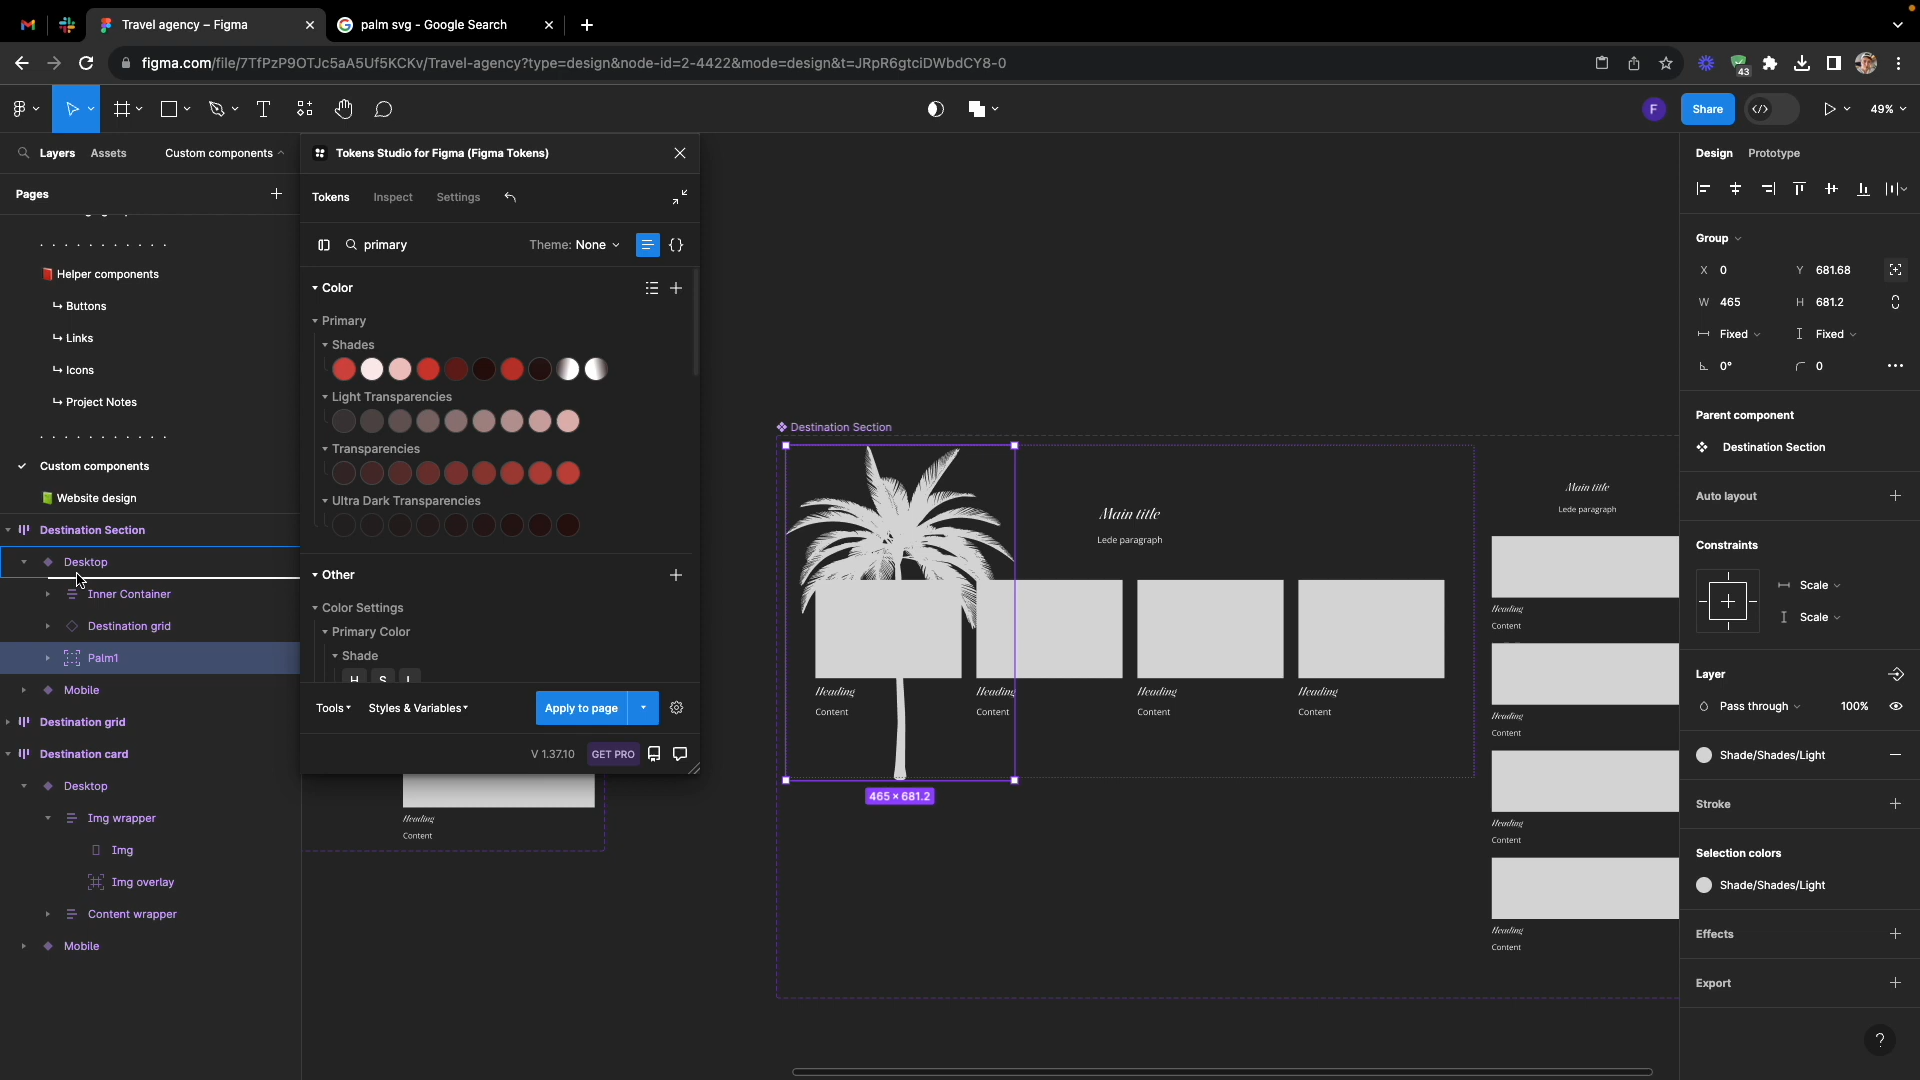 Travel agency – Figma
palm svg - Google Search
figma.com/file/7TfPzP9OTJc5aA5Uf5KCKv/Travel-agency?type=design&node-id=2-4422&mode=design&t=JRpR6gtciDWbdCY8-0
43
F
Share
49%
Layers
Assets
Custom components
Pages
Helper components
Buttons
Links
Icons
Project Notes
Custom components
Website design
Destination Section
Desktop
Inner Container
Destination grid
Palm1
Mobile
Destination grid
Destination card
Desktop
Img wrapper
Img
Img overlay
Content wrapper
Mobile
Tokens Studio for Figma (Figma Tokens)
Tokens
Inspect
Settings
primary
Theme: None
Color
Primary
Shades
Light Transparencies
Transparencies
Ultra Dark Transparencies
Other
Color Settings
Primary Color
Shade
H S L
Tools
Styles & Variables
Apply to page
V 1.37.10
GET PRO
Heading
Content
Destination Section
Main title
Lede paragraph
Heading
Content
Heading
Content
Heading
Content
Heading
Content
465 × 681.2
Main title
Lede paragraph
Heading
Content
Heading
Content
Heading
Content
Heading
Content
Design
Prototype
Group
X 0
Y 681.68
W 465
H 681.2
Fixed
Fixed
0°
0
Parent component
Destination Section
Auto layout
Constraints
Scale
Scale
Layer
Pass through
100%
Shade/Shades/Light
Stroke
Selection colors
Shade/Shades/Light
Effects
Export
?